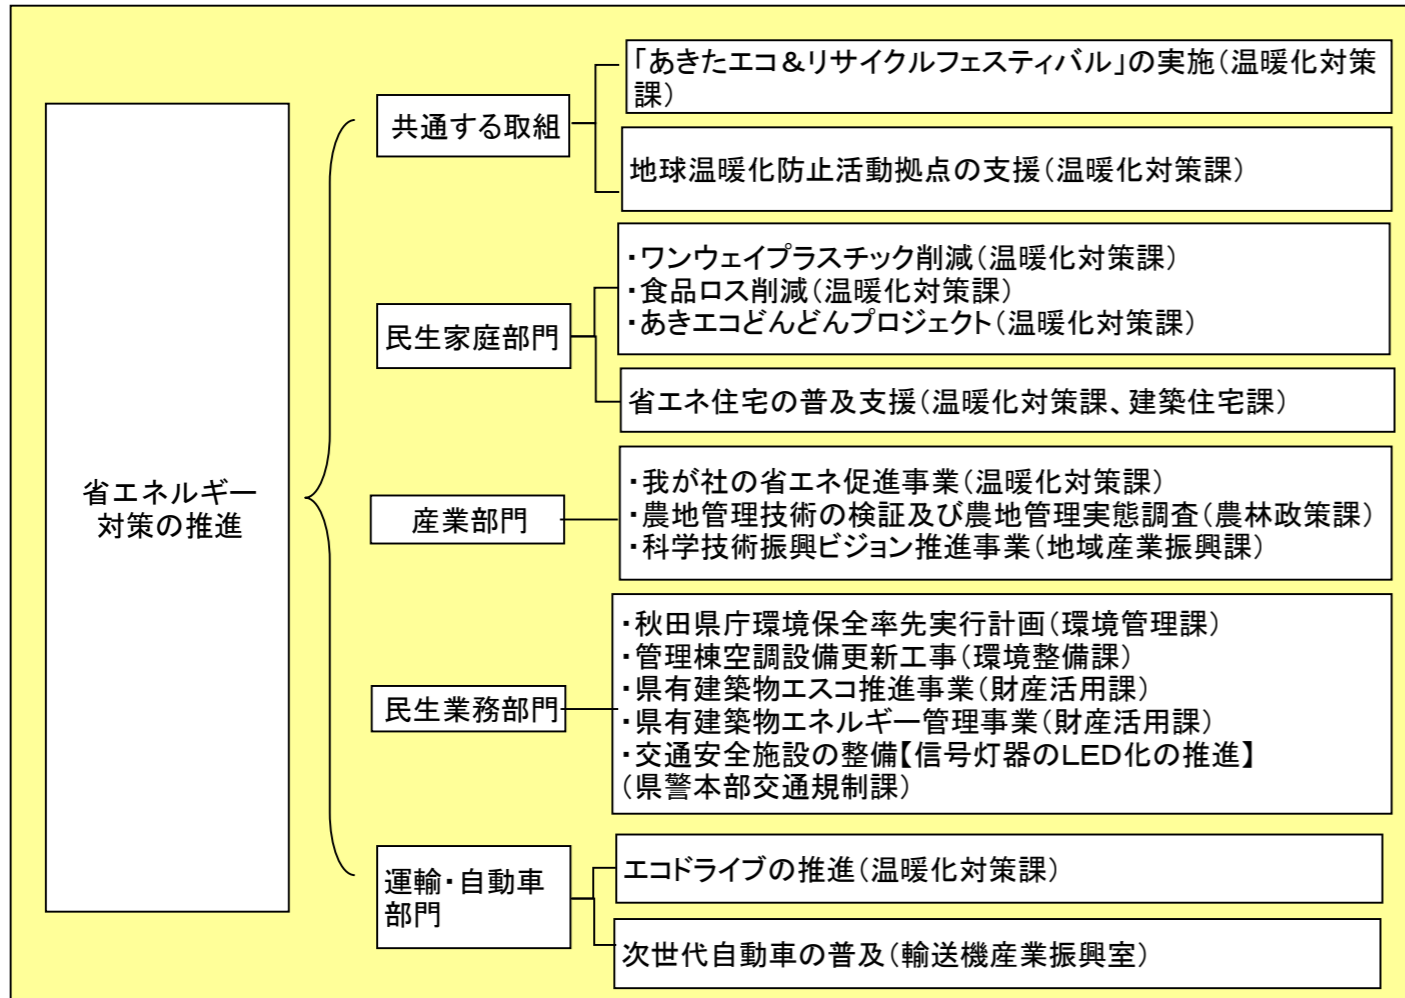 省エネルギー
対策の推進
共通する取組
「あきたエコ＆リサイクルフェスティバル」の実施（温暖化対策
課）
地球温暖化防止活動拠点の支援（温暖化対策課）
民生家庭部門
・ワンウェイプラスチック削減（温暖化対策課）
・食品ロス削減（温暖化対策課）
・あきエコどんどんプロジェクト（温暖化対策課）
省エネ住宅の普及支援（温暖化対策課、建築住宅課）
産業部門
・我が社の省エネ促進事業（温暖化対策課）
・農地管理技術の検証及び農地管理実態調査（農林政策課）
・科学技術振興ビジョン推進事業（地域産業振興課）
民生業務部門
・秋田県庁環境保全率先実行計画（環境管理課）
・管理棟空調設備更新工事（環境整備課）
・県有建築物エスコ推進事業（財産活用課）
・県有建築物エネルギー管理事業（財産活用課）
・交通安全施設の整備【信号灯器のＬＥＤ化の推進】
（県警本部交通規制課）
運輸・自動車
部門
エコドライブの推進（温暖化対策課）
次世代自動車の普及（輸送機産業振興室）